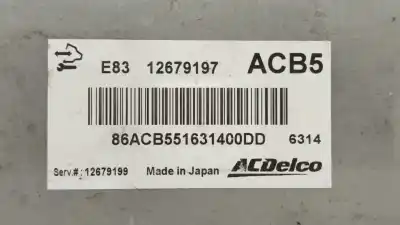 E83 12679197 ACB5
86ACB551631400DD 6314
Serv.#: 12679199 Made in Japan ACDelco